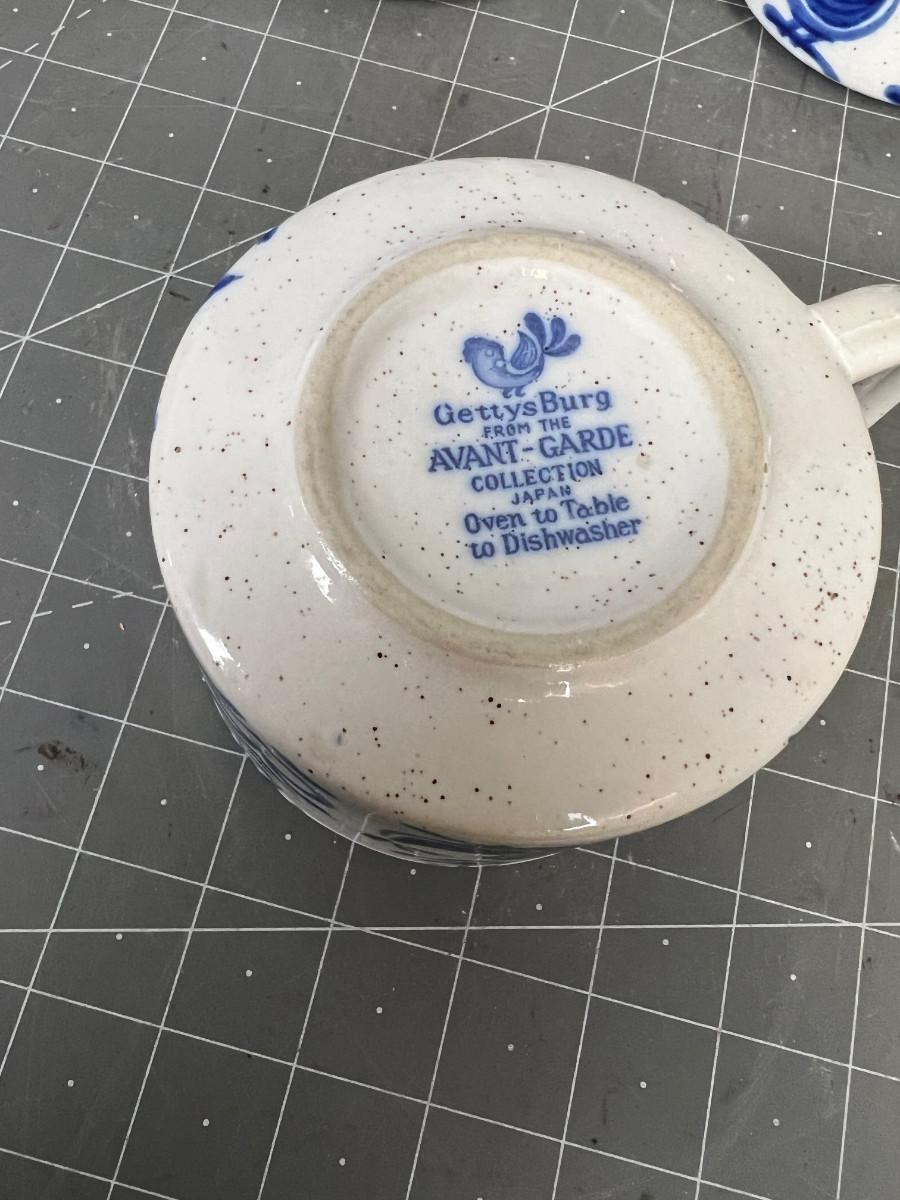 GettysBurg
FROM THE
AVANT-GARDE
COLLECTION
JAPAN
Oven to Table
to Dishwasher